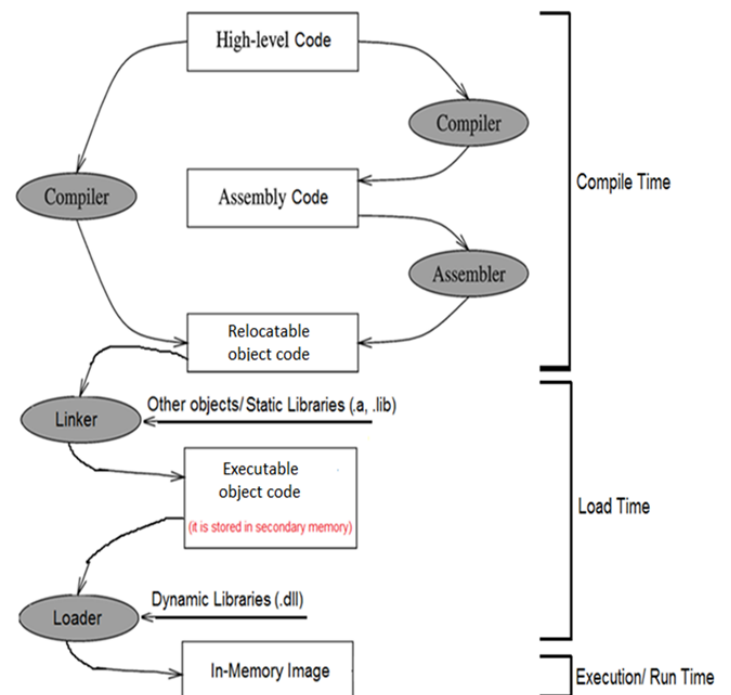 High-level Code
Compiler
Compile Time
Compiler
Assembly Code
Assembler
Relocatable
object code
Other objects/ Static Libraries (.a, .lib)
Linker
Executable
object code
(it is stored in secondary memory)
Load Time
Dynamic Libraries (.dll)
Loader
In-Memory Image
Execution/ Run Time